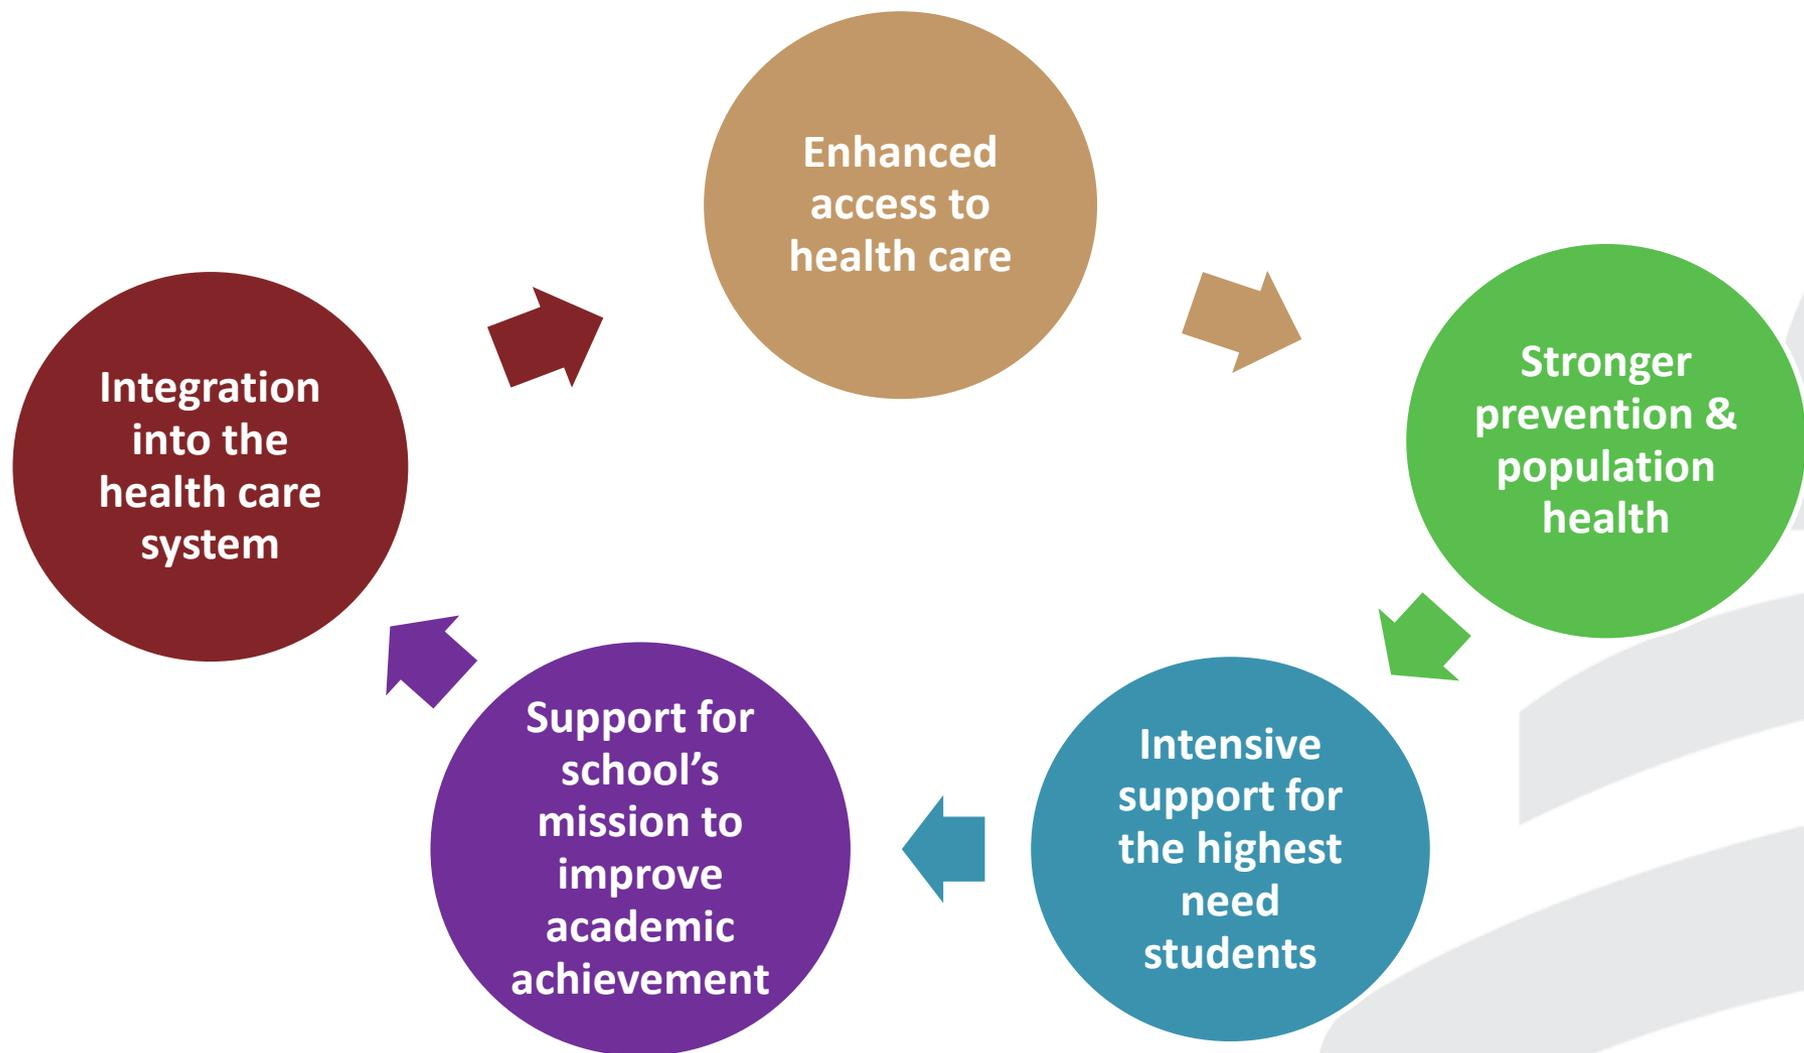 Enhanced
access to
health care
Stronger
prevention &
population
health
Intensive
support for
the highest
need
students
Support for
school’s
mission to
improve
academic
achievement
Integration
into the
health care
system